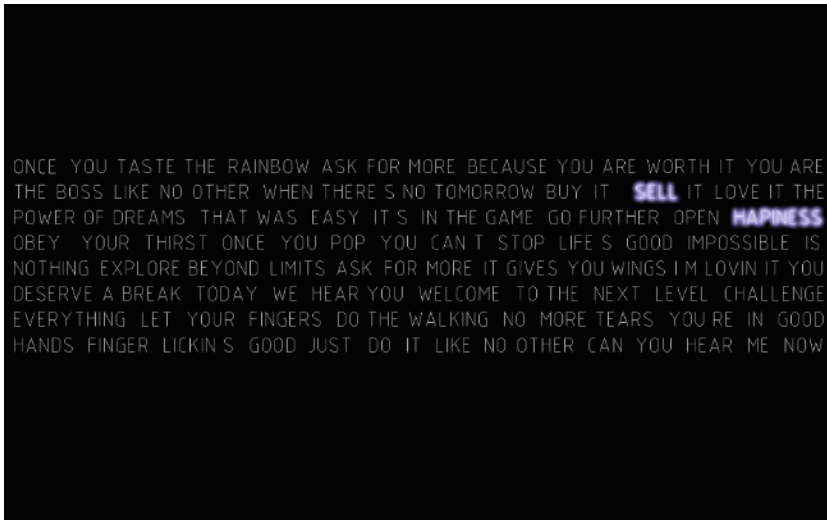 ONCE YOU TASTE THE RAINBOW ASK FOR MORE BECAUSE YOU ARE WORTH IT YOU ARE
THE BOSS LIKE NO OTHER WHEN THERE S NO TOMORROW BUY IT SELL IT LOVE IT THE
POWER OF DREAMS THAT WAS EASY IT S IN THE GAME GO FURTHER OPEN HAPINESS
OBEY YOUR THIRST ONCE YOU POP YOU CAN T STOP LIFE S GOOD IMPOSSIBLE IS
NOTHING EXPLORE BEYOND LIMITS ASK FOR MORE IT GIVES YOU WINGS I M LOVIN IT YOU
DESERVE A BREAK TODAY WE HEAR YOU WELCOME TO THE NEXT LEVEL CHALLENGE
EVERYTHING LET YOUR FINGERS DO THE WALKING NO MORE TEARS YOU RE IN GOOD
HANDS FINGER LICKIN S GOOD JUST DO IT LIKE NO OTHER CAN YOU HEAR ME NOW